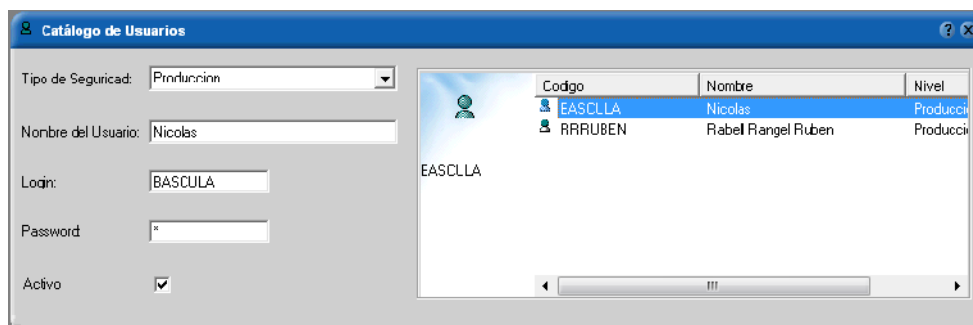 Catálogo de Usuarios
Tipo de Seguricad: Produccion
Nombre del Usuario: Nicolas
Login: BASCULA
Password: *
Activo
EASCLLA
Codigo Nombre Nivel
EASCLLA Nicolas Producci
RRRUBEN Rabel Rangel Ruben Producci